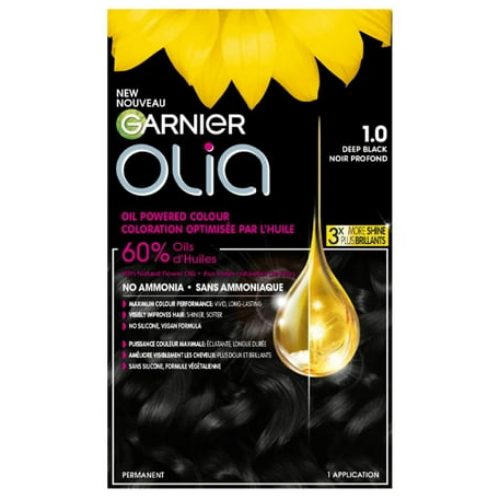 NEW
NOUVEAU
GARNIER
OLIA
1.0
DEEP BLACK
NOIR PROFOND
OIL POWERED COLOUR
COLORATION OPTIMISÉE PAR L'HUILE
3X MORE SHINE
PLUS BRILLANTS
60% Oils
d'Huiles
NO AMMONIA • SANS AMMONIAQUE
MAXIMUM COLOUR PERFORMANCE: VIVID, LONG-LASTING
VISIBLY IMPROVES HAIR: SHINIER, SOFTER
NO SILICONE, VEGAN FORMULA
PUISSANCE COULEUR MAXIMALE: ÉCLATANTE, LONGUE DURÉE
AMÉLIORE VISIBLEMENT LES CHEVEUX: PLUS DOUX ET BRILLANTS
SANS SILICONE, FORMULE VÉGÉTALIENNE
PERMANENT
1 APPLICATION